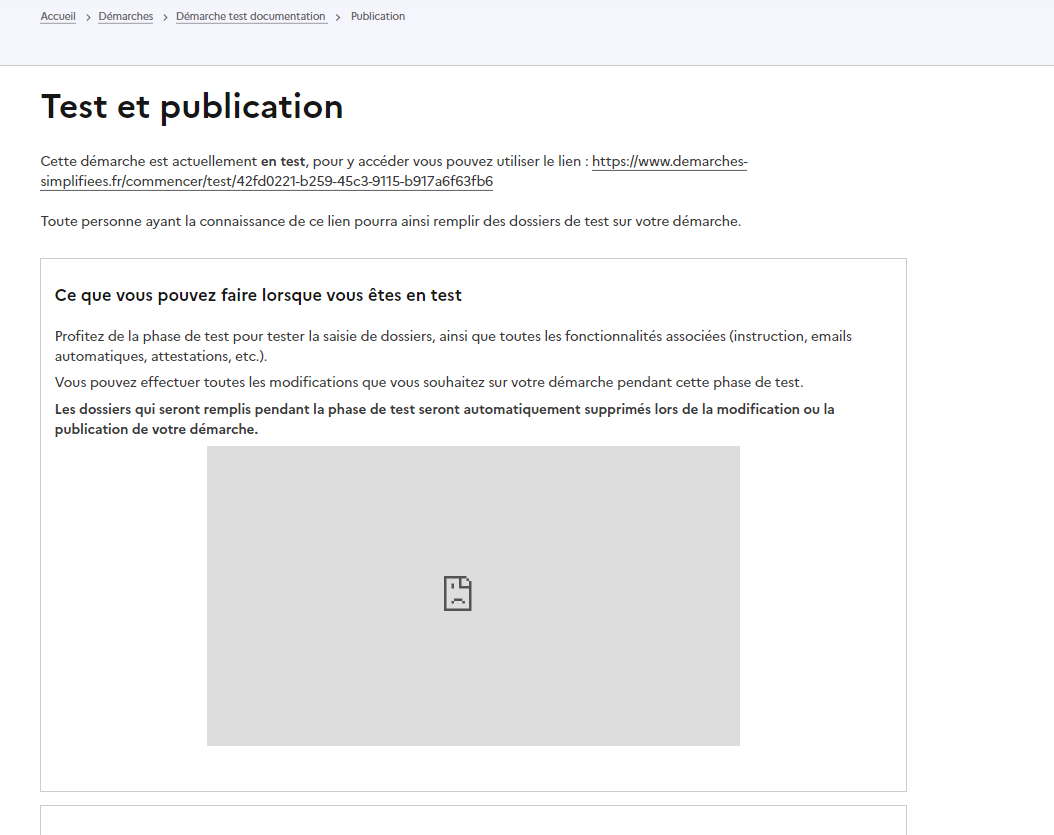 Accueil > Démarches > Démarche test documentation > Publication
Test et publication
Cette démarche est actuellement en test, pour y accéder vous pouvez utiliser le lien : https://www.demarches-
simplifiees.fr/commencer/test/42fd0221-b259-45c3-9115-b917a6f63fb6
Toute personne ayant la connaissance de ce lien pourra ainsi remplir des dossiers de test sur votre démarche.
Ce que vous pouvez faire lorsque vous êtes en test
Profitez de la phase de test pour tester la saisie de dossiers, ainsi que toutes les fonctionnalités associées (instruction, emails
automatiques, attestations, etc.).
Vous pouvez effectuer toutes les modifications que vous souhaitez sur votre démarche pendant cette phase de test.
Les dossiers qui seront remplis pendant la phase de test seront automatiquement supprimés lors de la modification ou la
publication de votre démarche.